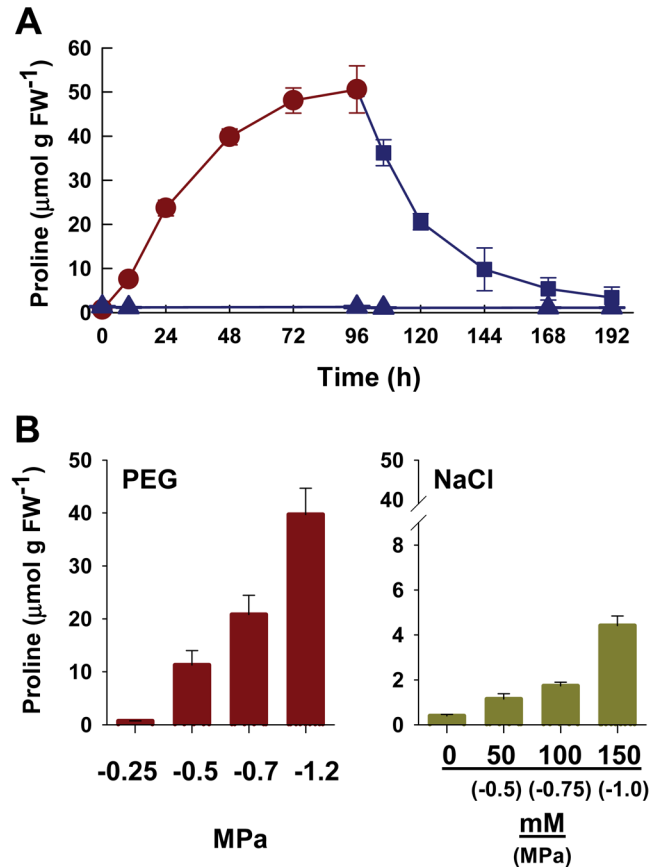 A
Proline (μmol g FW⁻¹)
60
50
40
30
20
10
0
0 24 48 72 96 120 144 168 192
Time (h)
B
Proline (μmol g FW⁻¹)
PEG
50
40
30
20
10
0
-0.25 -0.5 -0.7 -1.2
MPa
NaCl
50
40
8
6
4
2
0
0 50 100 150
(-0.5) (-0.75) (-1.0)
mM
(MPa)